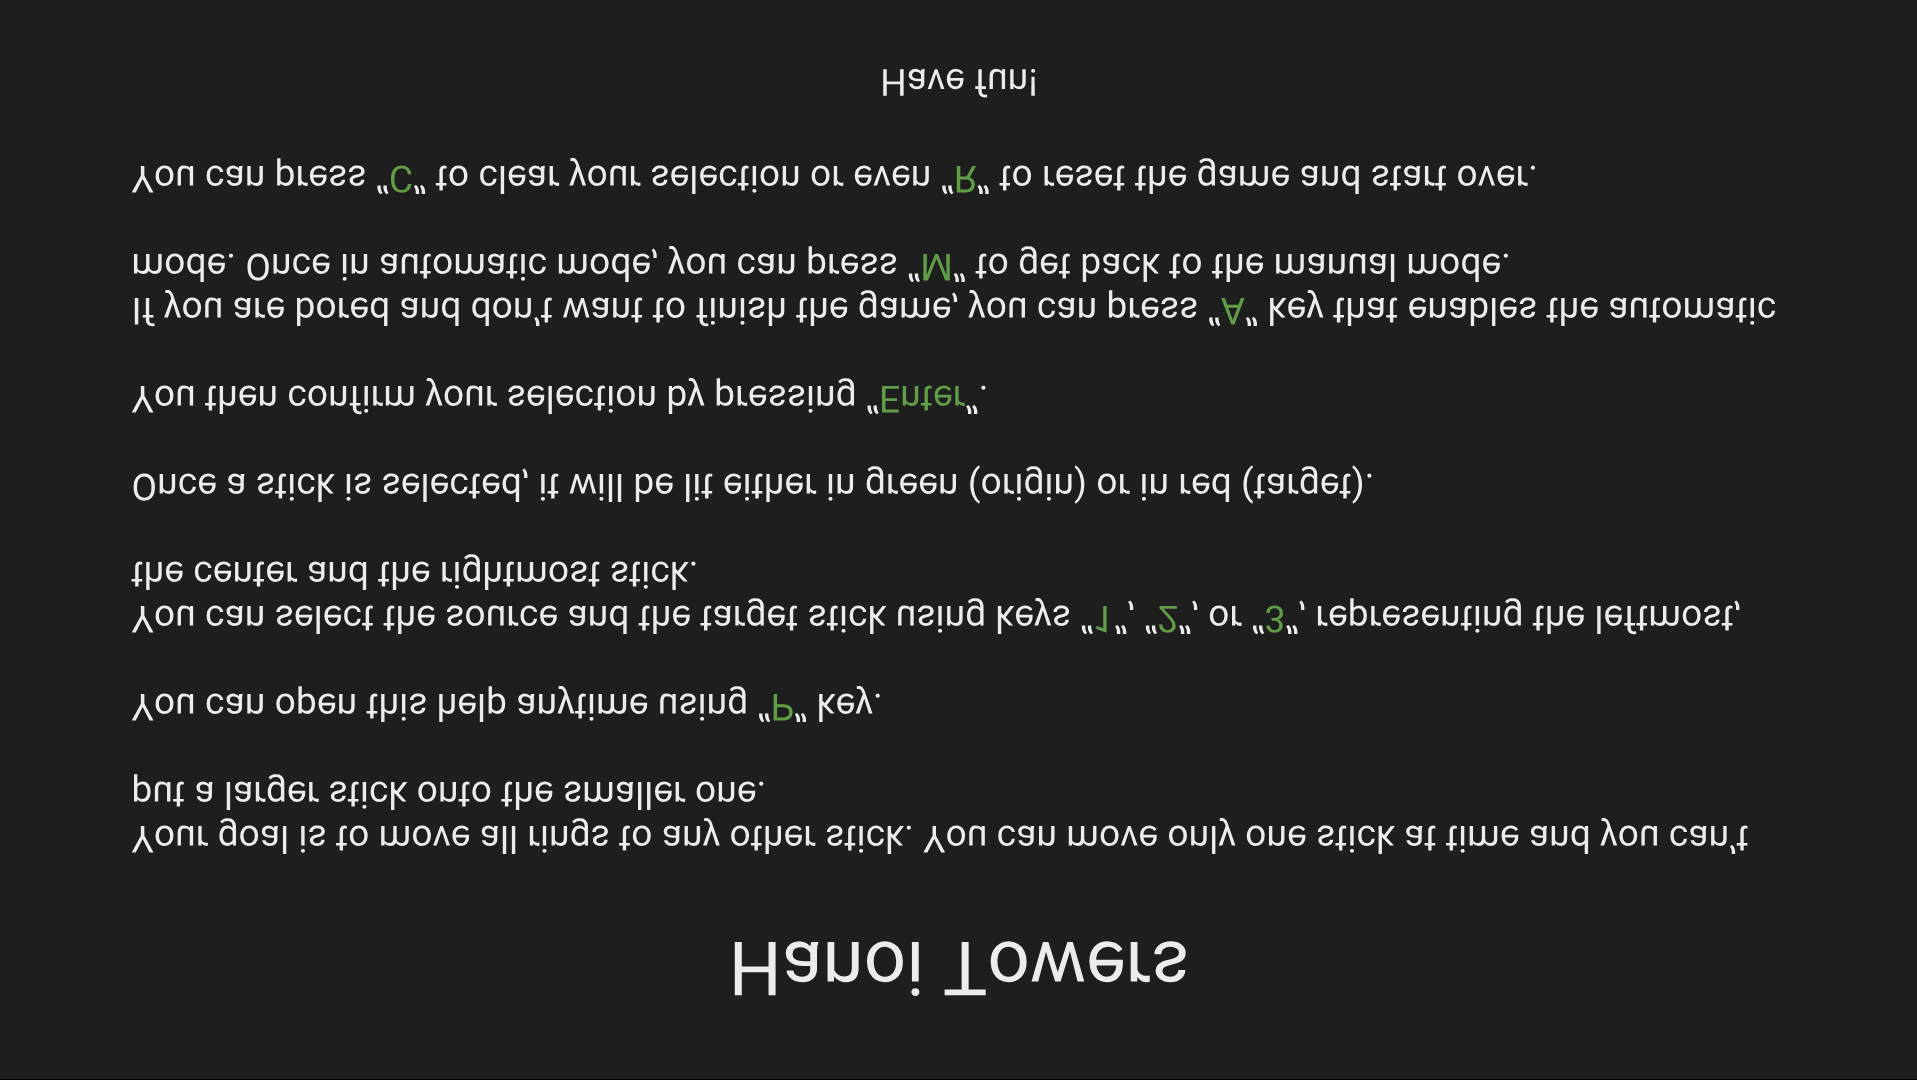 Hanoi Towers
Your goal is to move all rings to any other stick. You can move only one stick at time and you can't
put a larger stick onto the smaller one.
You can open this help anytime using "P" key.
You can select the source and the target stick using keys "1", "2", or "3", representing the leftmost,
the center and the rightmost stick.
Once a stick is selected, it will be lit either in green (origin) or in red (target).
You then confirm your selection by pressing "Enter".
If you are bored and don't want to finish the game, you can press "A" key that enables the automatic
mode. Once in automatic mode, you can press "M" to get back to the manual mode.
You can press "C" to clear your selection or even "R" to reset the game and start over.
Have fun!